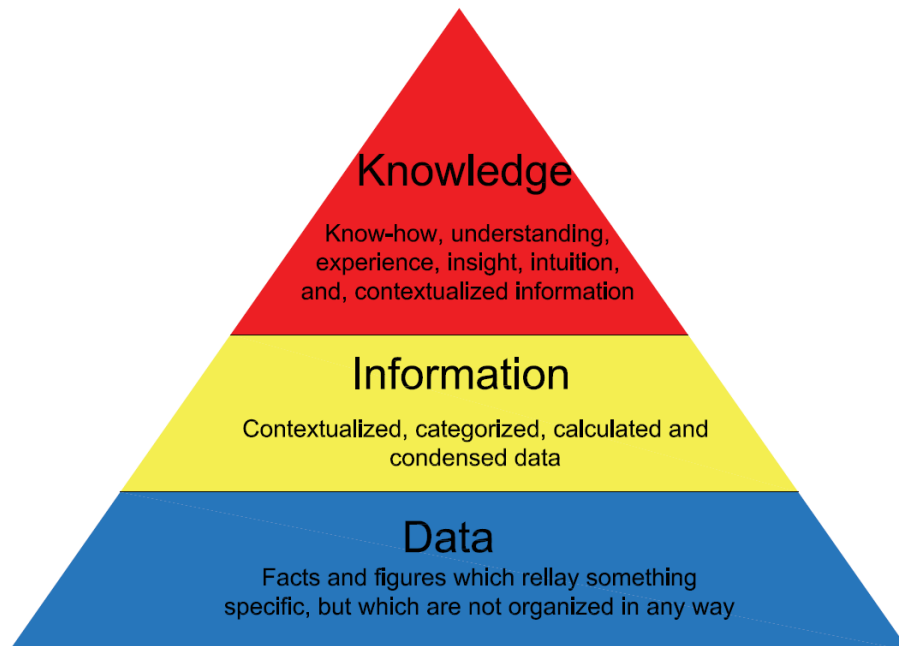 Knowledge
Know-how, understanding,
experience, insight, intuition,
and, contextualized information
Information
Contextualized, categorized, calculated and
condensed data
Data
Facts and figures which rellay something
specific, but which are not organized in any way